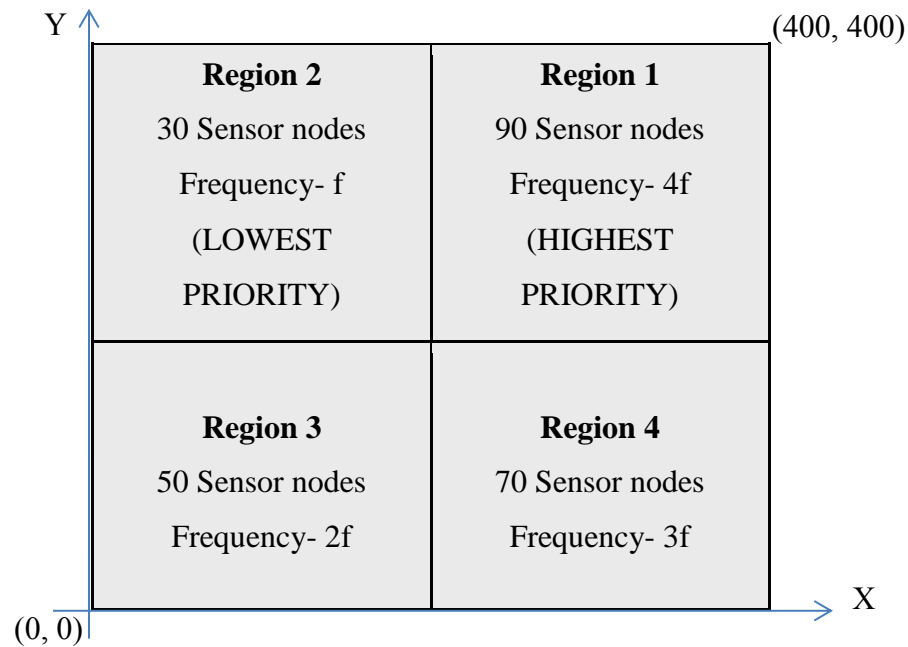 Y
(400, 400)
Region 2
30 Sensor nodes
Frequency- f
(LOWEST
PRIORITY)
Region 1
90 Sensor nodes
Frequency- 4f
(HIGHEST
PRIORITY)
Region 3
50 Sensor nodes
Frequency- 2f
Region 4
70 Sensor nodes
Frequency- 3f
X
(0, 0)